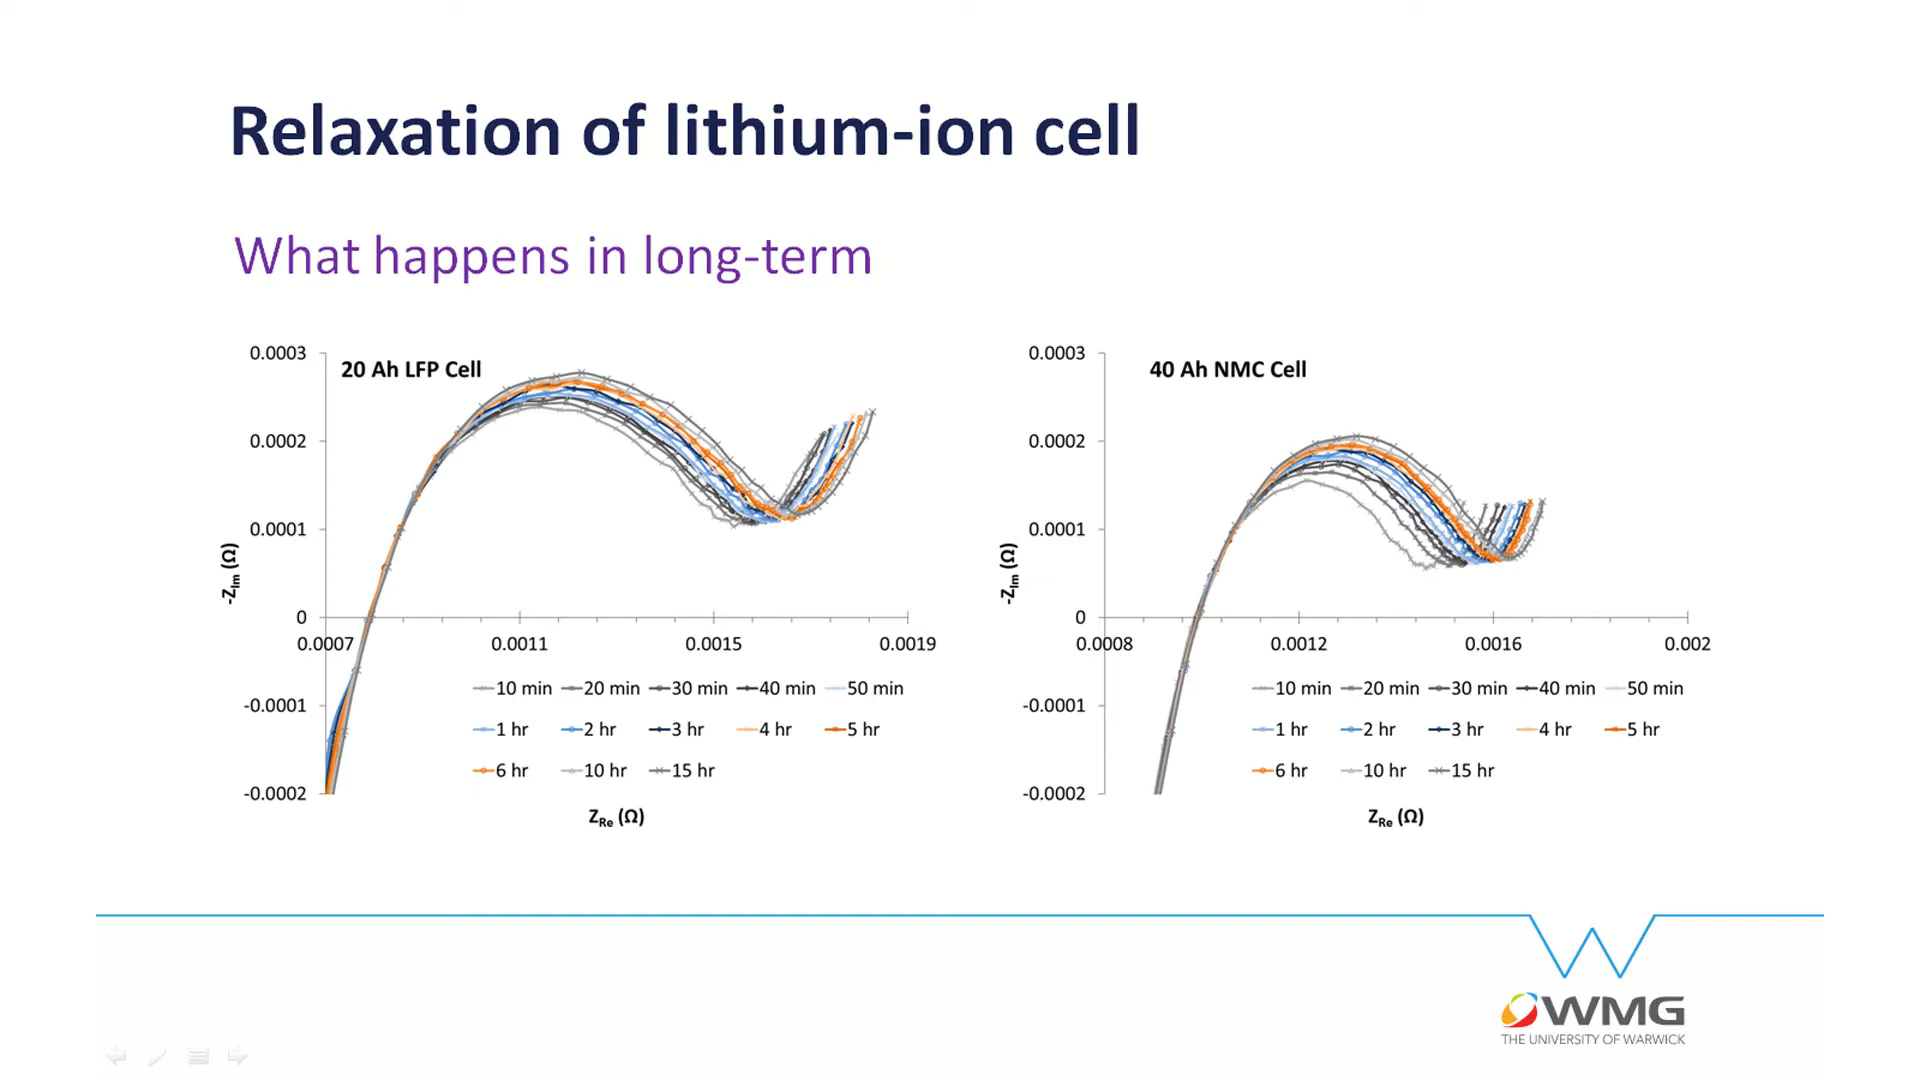 Relaxation of lithium-ion cell
What happens in long-term
20 Ah LFP Cell
0.0003
0.0002
0.0001
0
-0.0001
-0.0002
-Z_Im (Ω)
0.0007 0.0011 0.0015 0.0019
10 min 20 min 30 min 40 min 50 min
1 hr 2 hr 3 hr 4 hr 5 hr
6 hr 10 hr 15 hr
Z_Re (Ω)
40 Ah NMC Cell
0.0003
0.0002
0.0001
0
-0.0001
-0.0002
-Z_Im (Ω)
0.0008 0.0012 0.0016 0.002
10 min 20 min 30 min 40 min 50 min
1 hr 2 hr 3 hr 4 hr 5 hr
6 hr 10 hr 15 hr
Z_Re (Ω)
WMG
THE UNIVERSITY OF WARWICK